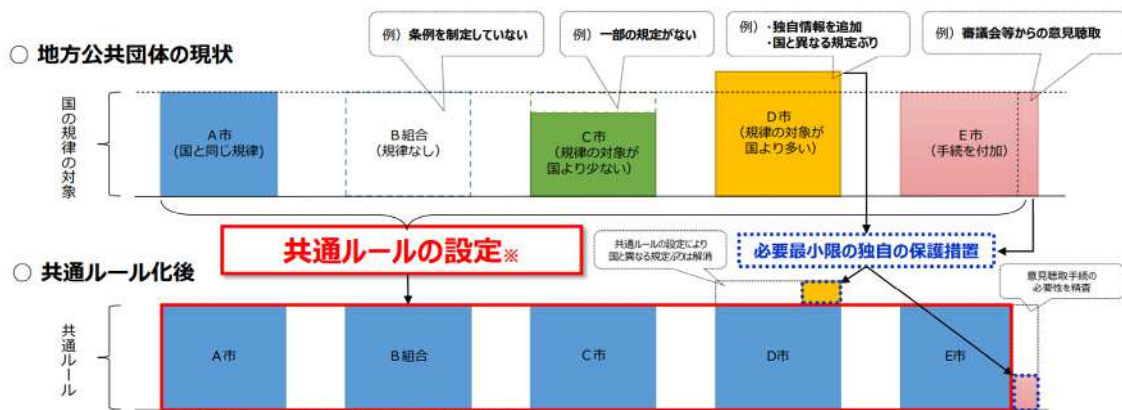 例）条例を制定していない
例）一部の規定がない
例）・独自情報を追加
・国と異なる規定ぶり
例）審議会等からの意見聴取
○ 地方公共団体の現状
国の規律の対象
A市
(国と同じ規律)
B組合
（規律なし）
C市
（規律の対象が
国より少ない）
D市
（規律の対象が
国より多い）
E市
（手続を付加）
共通ルールの設定※
共通ルールの設定により
国と異なる規定ぶりは解消
必要最小限の独自の保護措置
○ 共通ルール化後
意見聴取手続の
必要性を精査
共通ルール
A市
B組合
C市
D市
E市